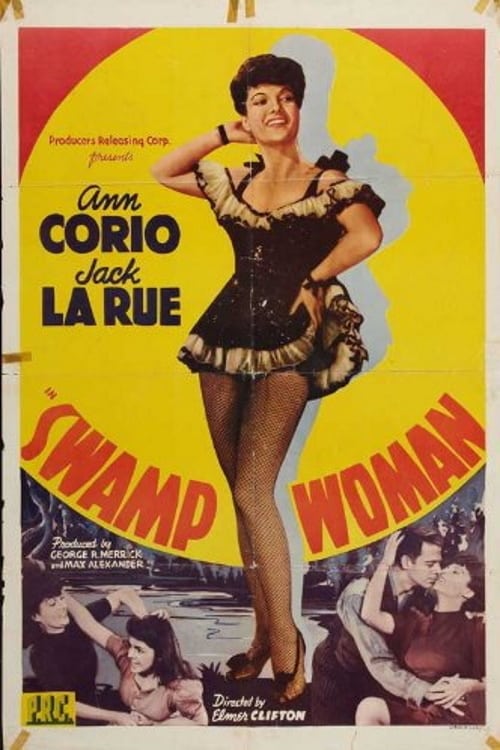 Producers Releasing Corp.
presents
Ann
CORIO
Jack
LA RUE
IN
SWAMP
WOMAN
Produced by
GEORGE R. MERRICK
and MAX ALEXANDER
P.R.C.
Directed by
Elmer CLIFTON